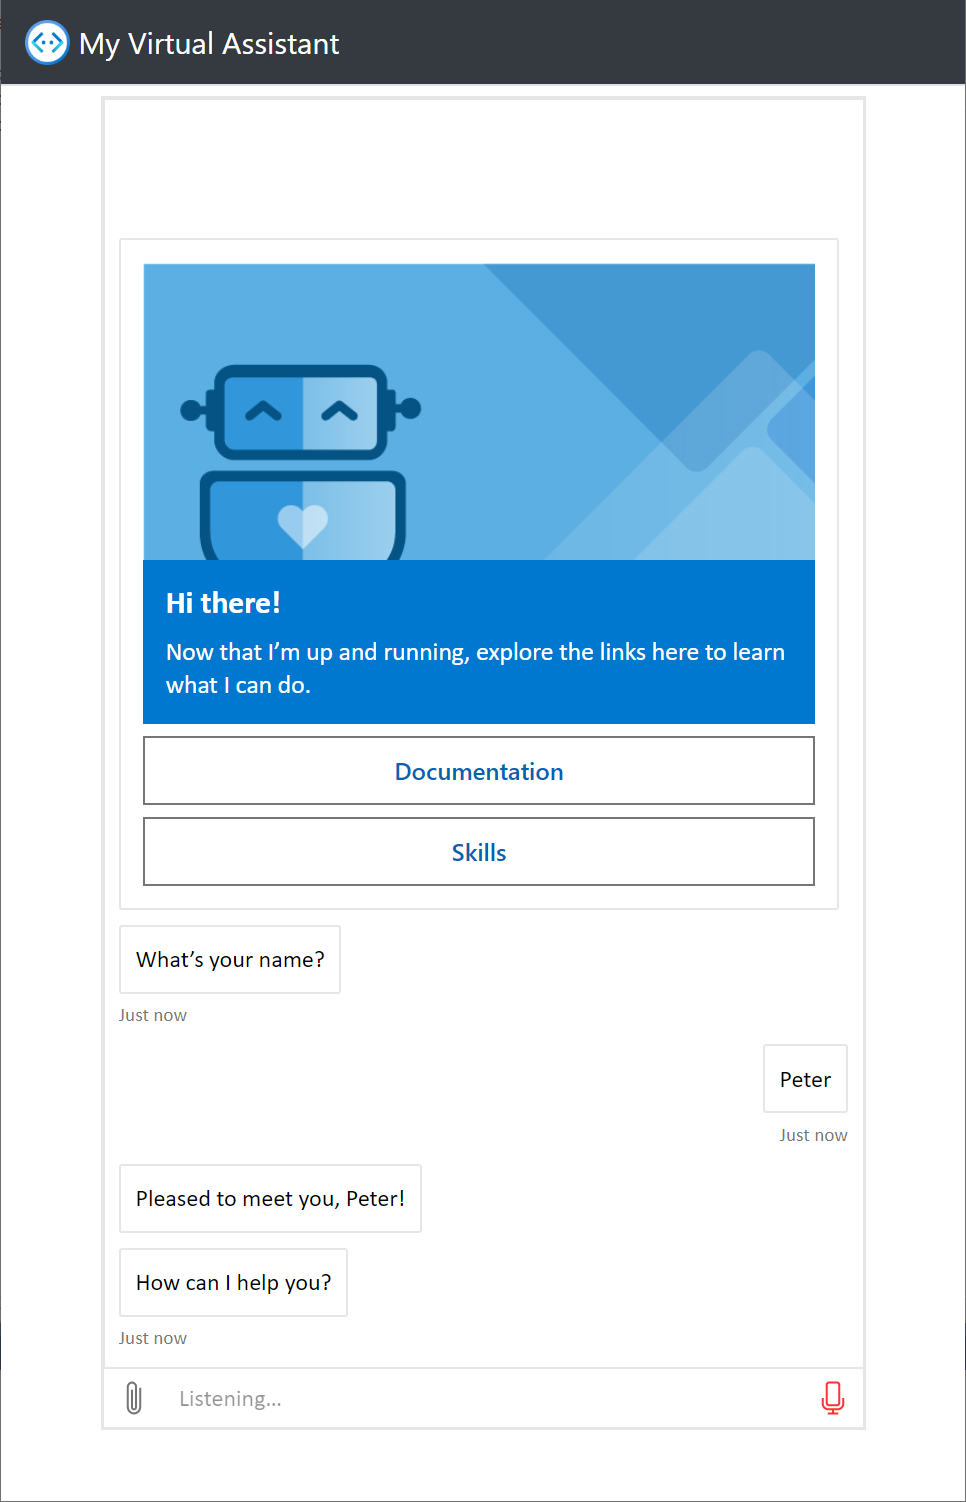 My Virtual Assistant
Hi there!
Now that I’m up and running, explore the links here to learn
what I can do.
Documentation
Skills
What’s your name?
Just now
Peter
Just now
Pleased to meet you, Peter!
How can I help you?
Just now
Listening...